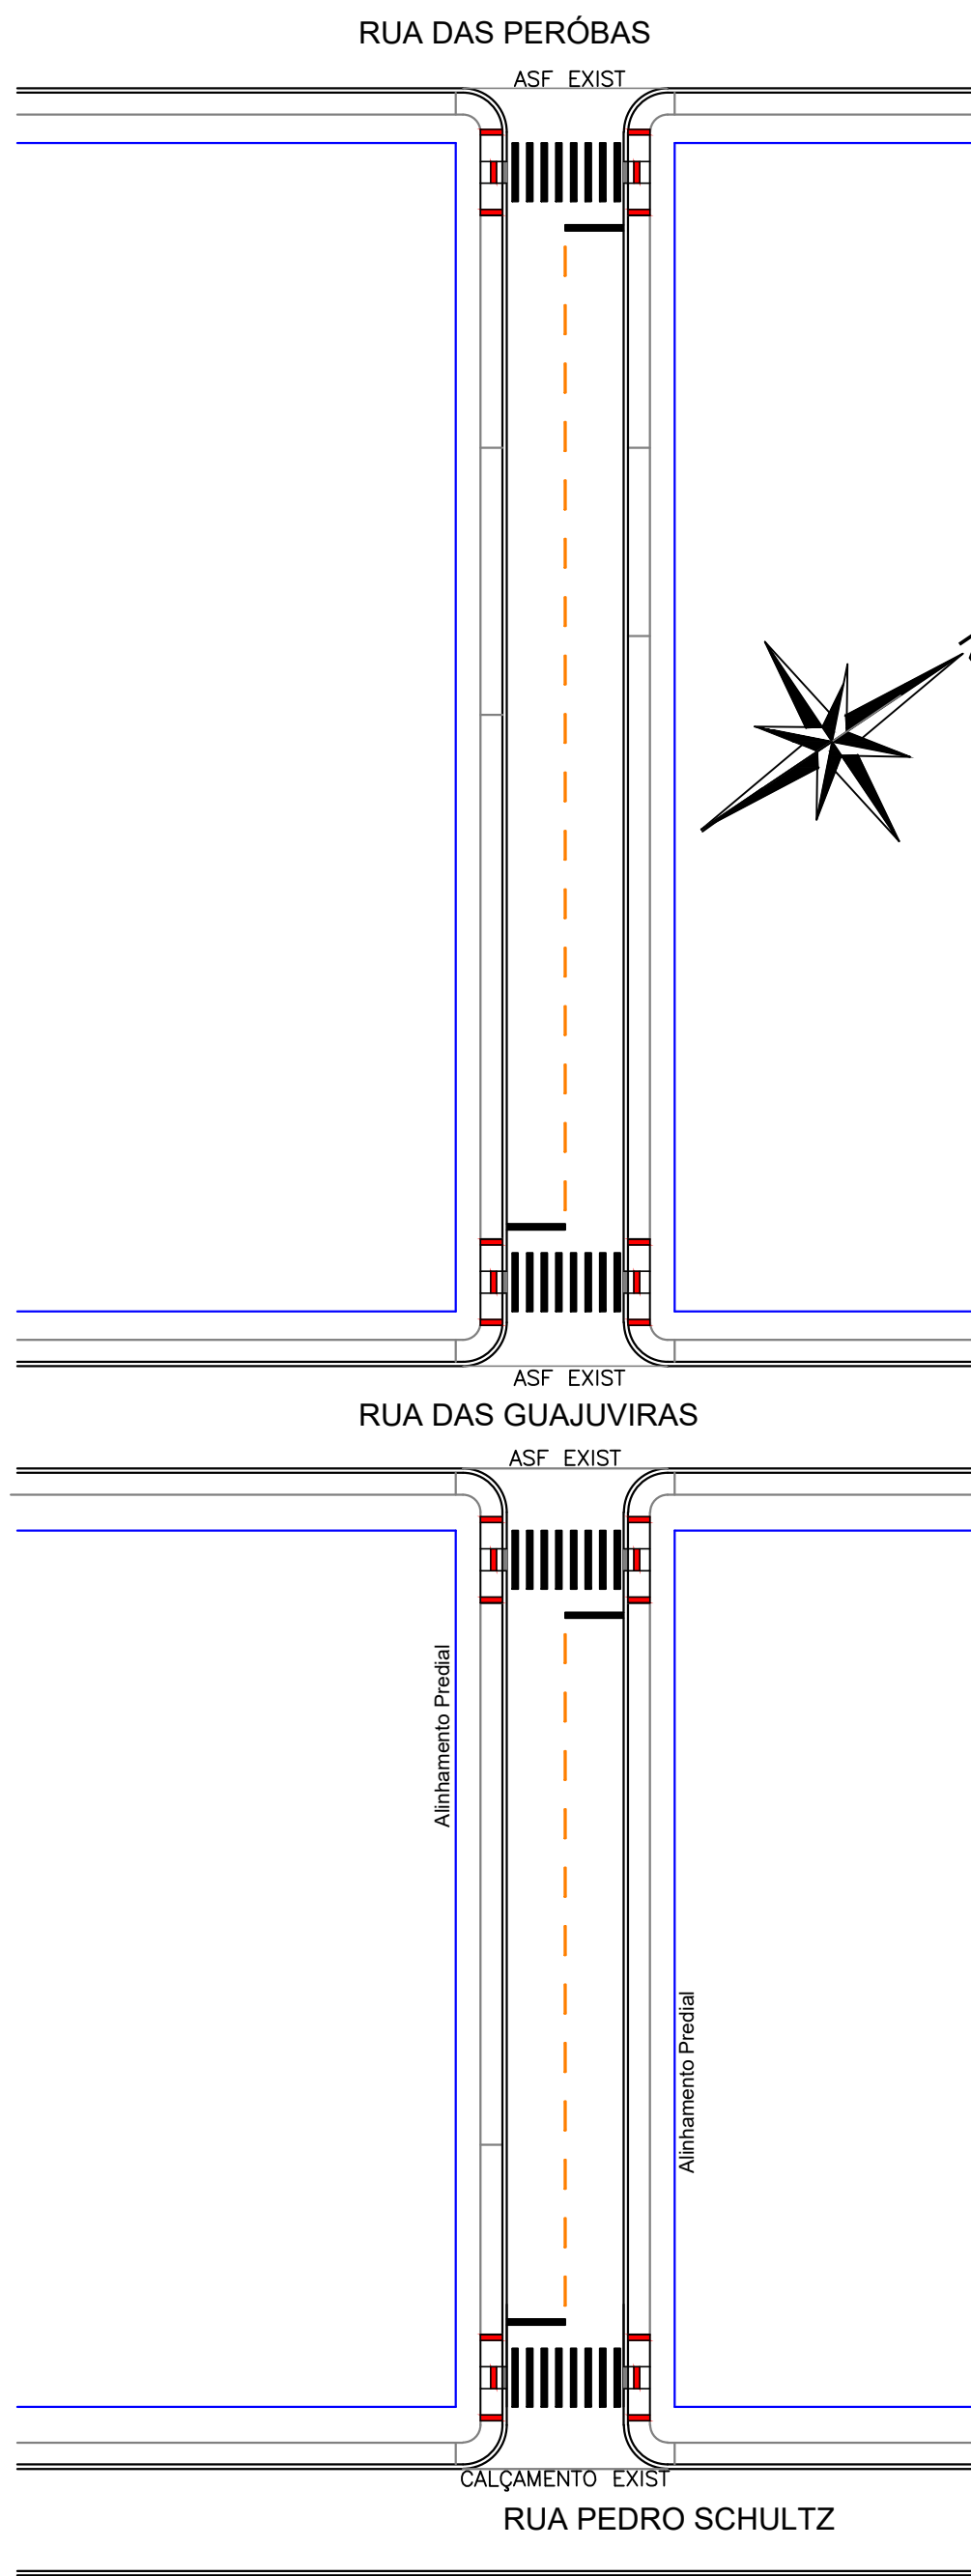 RUA DAS PERÓBAS
ASF EXIST
ASF EXIST
RUA DAS GUAJUVIRAS
ASF EXIST
Alinhamento Predial
Alinhamento Predial
CALÇAMENTO EXIST
RUA PEDRO SCHULTZ